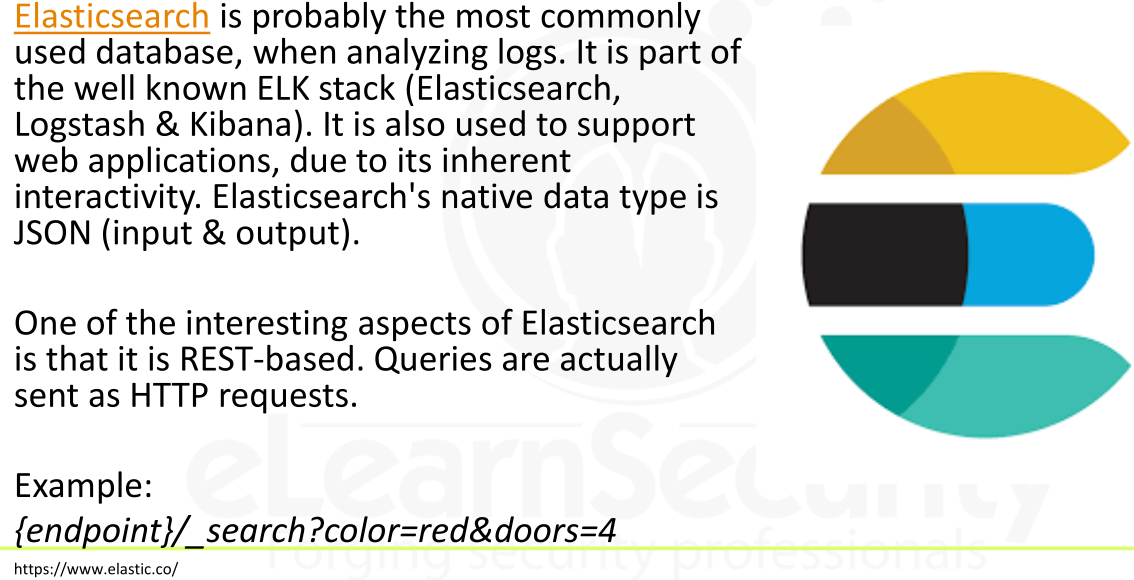 Elasticsearch is probably the most commonly
used database, when analyzing logs. It is part of
the well known ELK stack (Elasticsearch,
Logstash & Kibana). It is also used to support
web applications, due to its inherent
interactivity. Elasticsearch's native data type is
JSON (input & output).
One of the interesting aspects of Elasticsearch
is that it is REST-based. Queries are actually
sent as HTTP requests.
eLearnSecurity
Forging security professionals
Example:
{endpoint}/_search?color=red&doors=4
https://www.elastic.co/